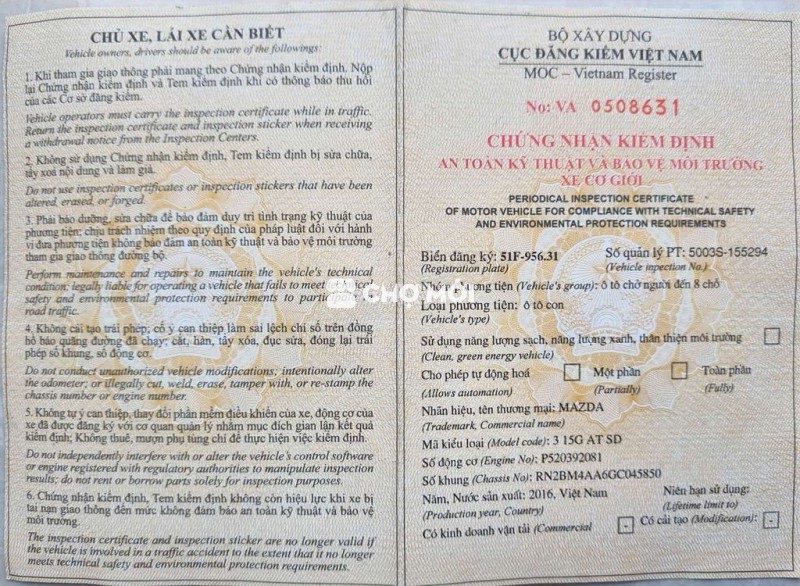 CHỦ XE, LÁI XE CẦN BIẾT
Vehicle owners, drivers should be aware of the followings:
1. Khi tham gia giao thông phải mang theo Chứng nhận kiểm định. Nộp
lại Chứng nhận kiểm định và Tem kiểm định khi có thông báo thu hồi
của các Cơ sở đăng kiểm.
Vehicle operators must carry the inspection certificate while in traffic.
Return the inspection certificate and inspection sticker when receiving
a withdrawal notice from the Inspection Centers.
2. Không sử dụng Chứng nhận kiểm định, Tem kiểm định bị sửa chữa,
tẩy xoá nội dung và làm giả.
Do not use inspection certificates or inspection stickers that have been
altered, erased, or forged.
3. Phải bảo dưỡng, sửa chữa để bảo đảm duy trì tình trạng kỹ thuật của
phương tiện; chịu trách nhiệm theo quy định của pháp luật đối với hành
vi đưa phương tiện không bảo đảm an toàn kỹ thuật và bảo vệ môi trường
tham gia giao thông đường bộ.
Perform maintenance and repairs to maintain the vehicle's technical
condition; legally liable for operating a vehicle that fails to meet
safety and environmental protection requirements to
road traffic.
4. Không cải tạo trái phép; cố ý can thiệp làm sai lệch chỉ số trên đồng
hồ báo quãng đường đã chạy; cắt, hàn, tẩy xóa, đục sửa, đóng lại trái
phép số khung, số động cơ.
Do not conduct unauthorized vehicle modifications; intentionally alter
the odometer; or illegally cut, weld, erase, tamper with, or re-stamp the
chassis number or engine number.
5. Không tự ý can thiệp, thay đổi phần mềm điều khiển của xe, động cơ của
xe đã được đăng ký với cơ quan quản lý nhằm mục đích gian lận kết quả
kiểm định; Không thuê, mượn phụ tùng chỉ để thực hiện việc kiểm định.
Do not independently interfere with or alter the vehicle's control software
or engine registered with regulatory authorities to manipulate inspection
results; do not rent or borrow parts solely for inspection purposes.
6. Chứng nhận kiểm định, Tem kiểm định không còn hiệu lực khi xe bị
tai nạn giao thông đến mức không đảm bảo an toàn kỹ thuật và bảo vệ
môi trường.
The inspection certificate and inspection sticker are no longer valid if
the vehicle is involved in a traffic accident to the extent that it no longer
meets technical safety and environmental protection requirements.
BỘ XÂY DỰNG
CỤC ĐĂNG KIỂM VIỆT NAM
MOC – Vietnam Register
No: VA 0508631
CHỨNG NHẬN KIỂM ĐỊNH
AN TOÀN KỸ THUẬT VÀ BẢO VỆ MÔI TRƯỜNG
XE CƠ GIỚI
PERIODICAL INSPECTION CERTIFICATE
OF MOTOR VEHICLE FOR COMPLIANCE WITH TECHNICAL SAFETY
AND ENVIRONMENTAL PROTECTION REQUIREMENTS
Biển đăng ký: 51F-956.31 Số quản lý PT: 5003S-155294
(Registration plate) (Vehicle inspection No.)
Nhóm phương tiện (Vehicle's group): ô tô chở người đến 8 chỗ
Loại phương tiện: ô tô con
(Vehicle's type)
Sử dụng năng lượng sạch, năng lượng xanh, thân thiện môi trường
(Clean, green energy vehicle)
Cho phép tự động hoá Một phần Toàn phần
(Allows automation) (Partially) (Fully)
Nhãn hiệu, tên thương mại: MAZDA
(Trademark, Commercial name)
Mã kiểu loại (Model code): 3 15G AT SD
Số động cơ (Engine No): P520392081
Số khung (Chassis No): RN2BM4AA6GC045850
Năm, Nước sản xuất: 2016, Việt Nam Niên hạn sử dụng:
(Production year, Country) (Lifetime limit to)
Có kinh doanh vận tải (Commercial - Có cải tạo (Modification): -
CHỢ MỚI